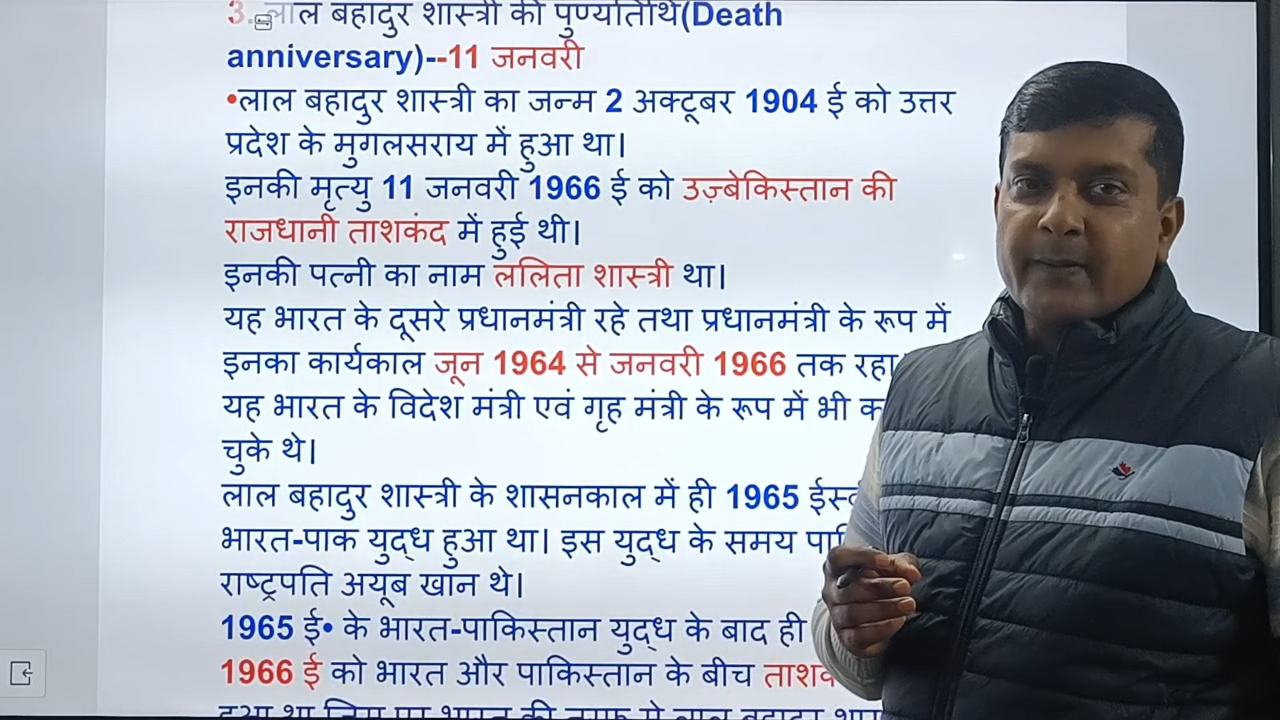 3. लाल बहादुर शास्त्री की पुण्यतिथि(Death
anniversary)--11 जनवरी
•लाल बहादुर शास्त्री का जन्म 2 अक्टूबर 1904 ई को उत्तर
प्रदेश के मुगलसराय में हुआ था।
इनकी मृत्यु 11 जनवरी 1966 ई को उज़्बेकिस्तान की
राजधानी ताशकंद में हुई थी।
इनकी पत्नी का नाम ललिता शास्त्री था।
यह भारत के दूसरे प्रधानमंत्री रहे तथा प्रधानमंत्री के रूप में
इनका कार्यकाल जून 1964 से जनवरी 1966 तक रहा
यह भारत के विदेश मंत्री एवं गृह मंत्री के रूप में भी
चुके थे।
लाल बहादुर शास्त्री के शासनकाल में ही 1965
भारत-पाक युद्ध हुआ था। इस युद्ध के समय
राष्ट्रपति अयूब खान थे।
1965 ई• के भारत-पाकिस्तान युद्ध के बाद ही
1966 ई को भारत और पाकिस्तान के बीच